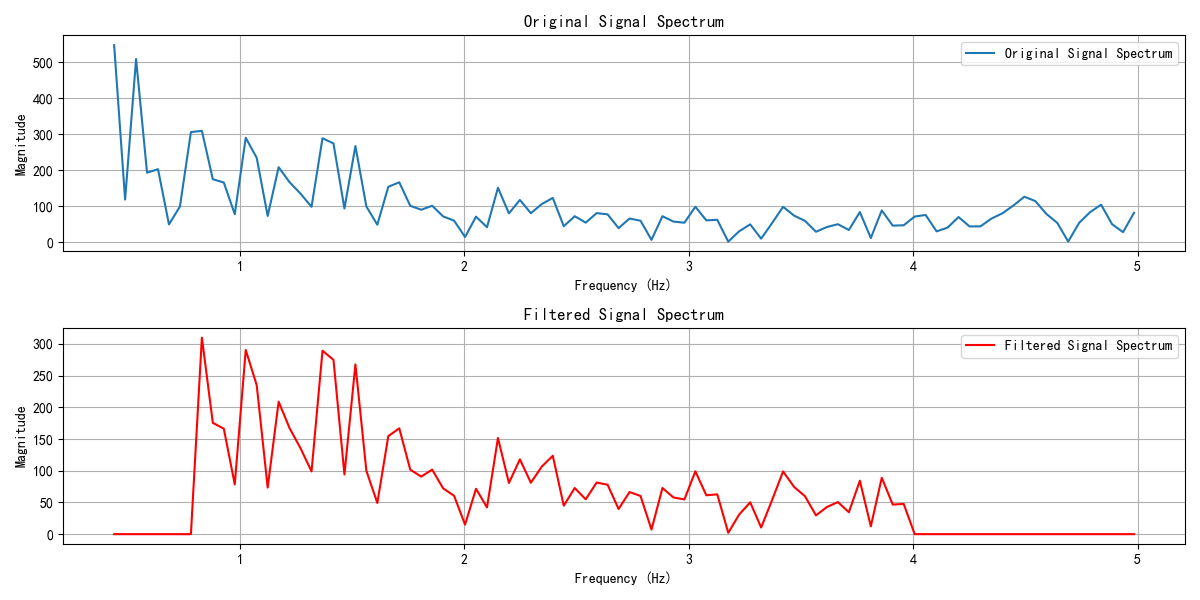 Original Signal Spectrum
Original Signal Spectrum
Magnitude
500
400
300
200
100
0
1 2 3 4 5
Frequency (Hz)
Filtered Signal Spectrum
Filtered Signal Spectrum
Magnitude
300
250
200
150
100
50
0
1 2 3 4 5
Frequency (Hz)